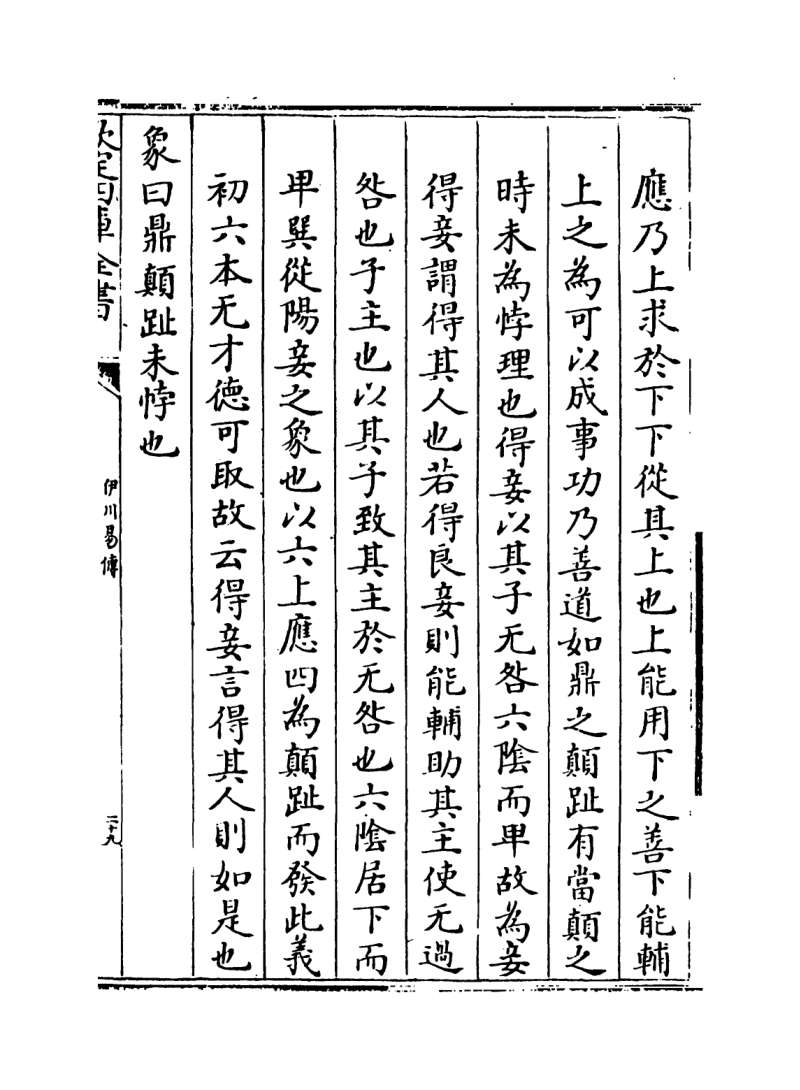 應乃上求於下下從其上也上能用下之善下能輔
上之為可以成事功乃善道如鼎之顛趾有當顛之
時未為悖理也得妾以其子无咎六陰而卑故為妾
得妾謂得其人也若得良妾則能輔助其主使无過
咎也子主也以其子致其主於无咎也六陰居下而
卑巽從陽妾之象也以六上應四為顛趾而發此義
初六本无才德可取故云得妾言得其人則如是也
象曰鼎顛趾未悖也
欽定四庫全書
伊川易傳
二十九